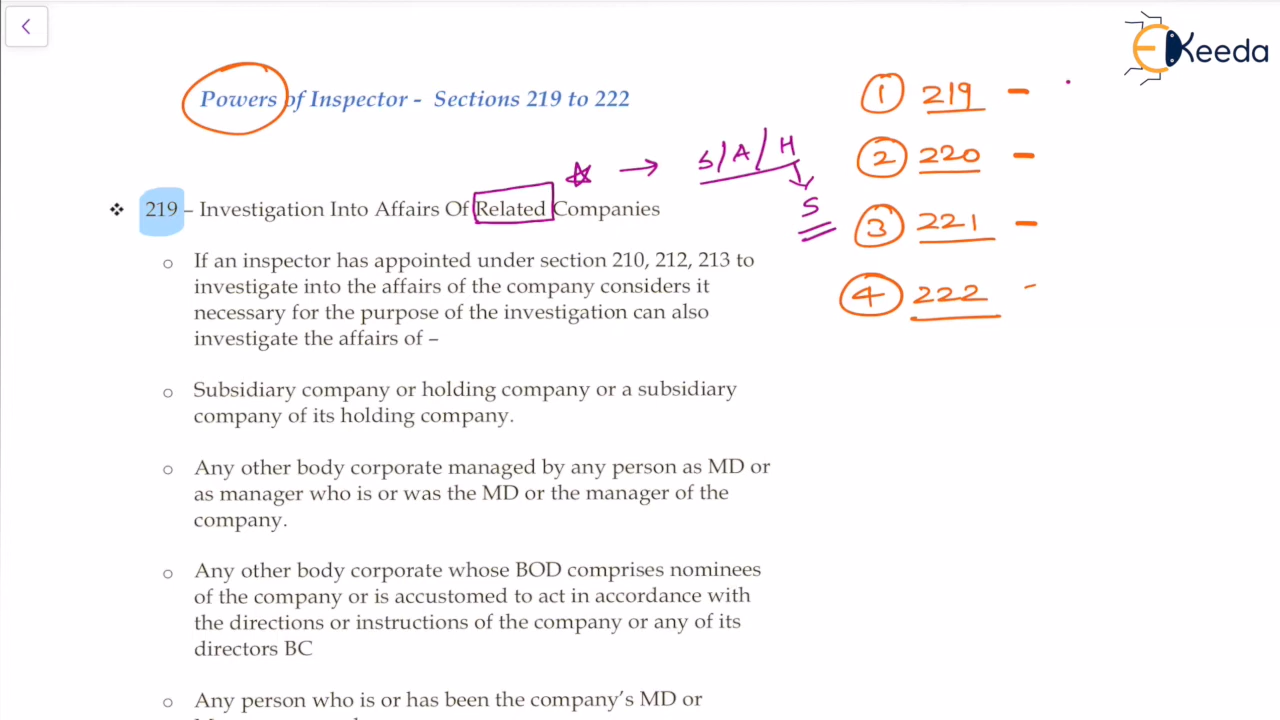 EKeeda
Powers of Inspector - Sections 219 to 222
1 219 -
2 220 -
3 221 -
4 222 -
S/A/H
S
❖ 219 – Investigation Into Affairs Of Related Companies
o If an inspector has appointed under section 210, 212, 213 to
investigate into the affairs of the company considers it
necessary for the purpose of the investigation can also
investigate the affairs of –
o Subsidiary company or holding company or a subsidiary
company of its holding company.
o Any other body corporate managed by any person as MD or
as manager who is or was the MD or the manager of the
company.
o Any other body corporate whose BOD comprises nominees
of the company or is accustomed to act in accordance with
the directions or instructions of the company or any of its
directors BC
o Any person who is or has been the company's MD or